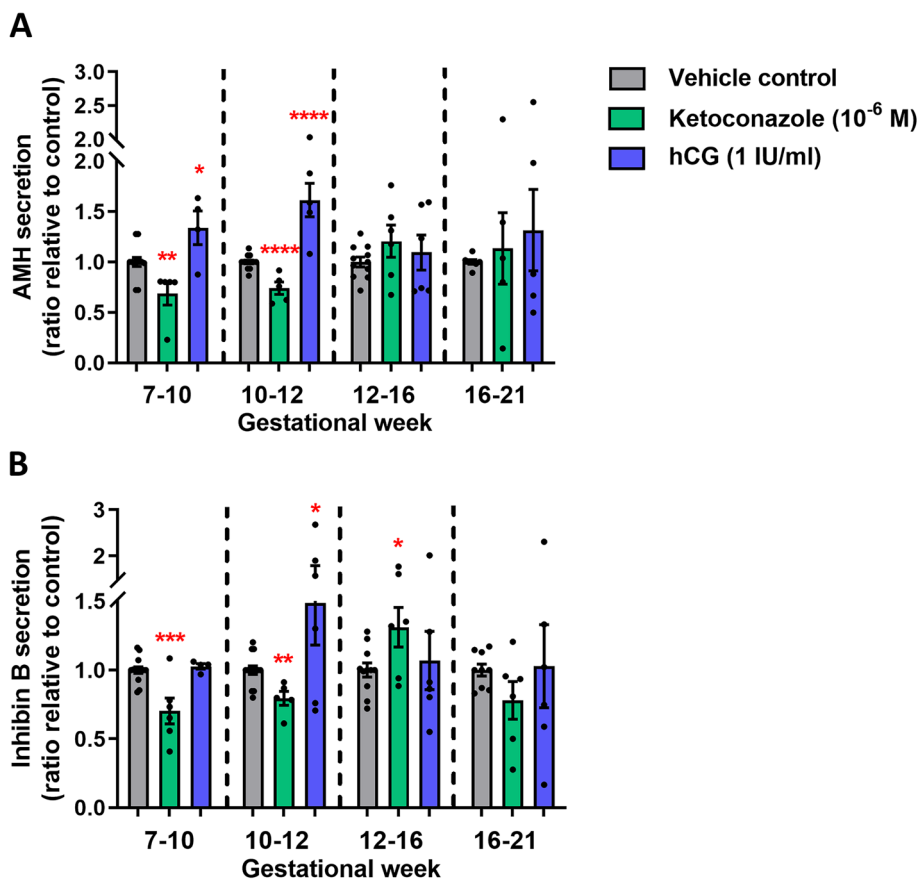 A
AMH secretion
(ratio relative to control)
3.0
2.5
2.0
2.0
1.5
1.0
0.5
0.0
*
**
****
****
7-10
10-12
12-16
16-21
Gestational week
Vehicle control
Ketoconazole (10⁻⁶ M)
hCG (1 IU/ml)
B
Inhibin B secretion
(ratio relative to control)
3
2
1.5
1.0
0.5
0.0
***
**
*
*
7-10
10-12
12-16
16-21
Gestational week